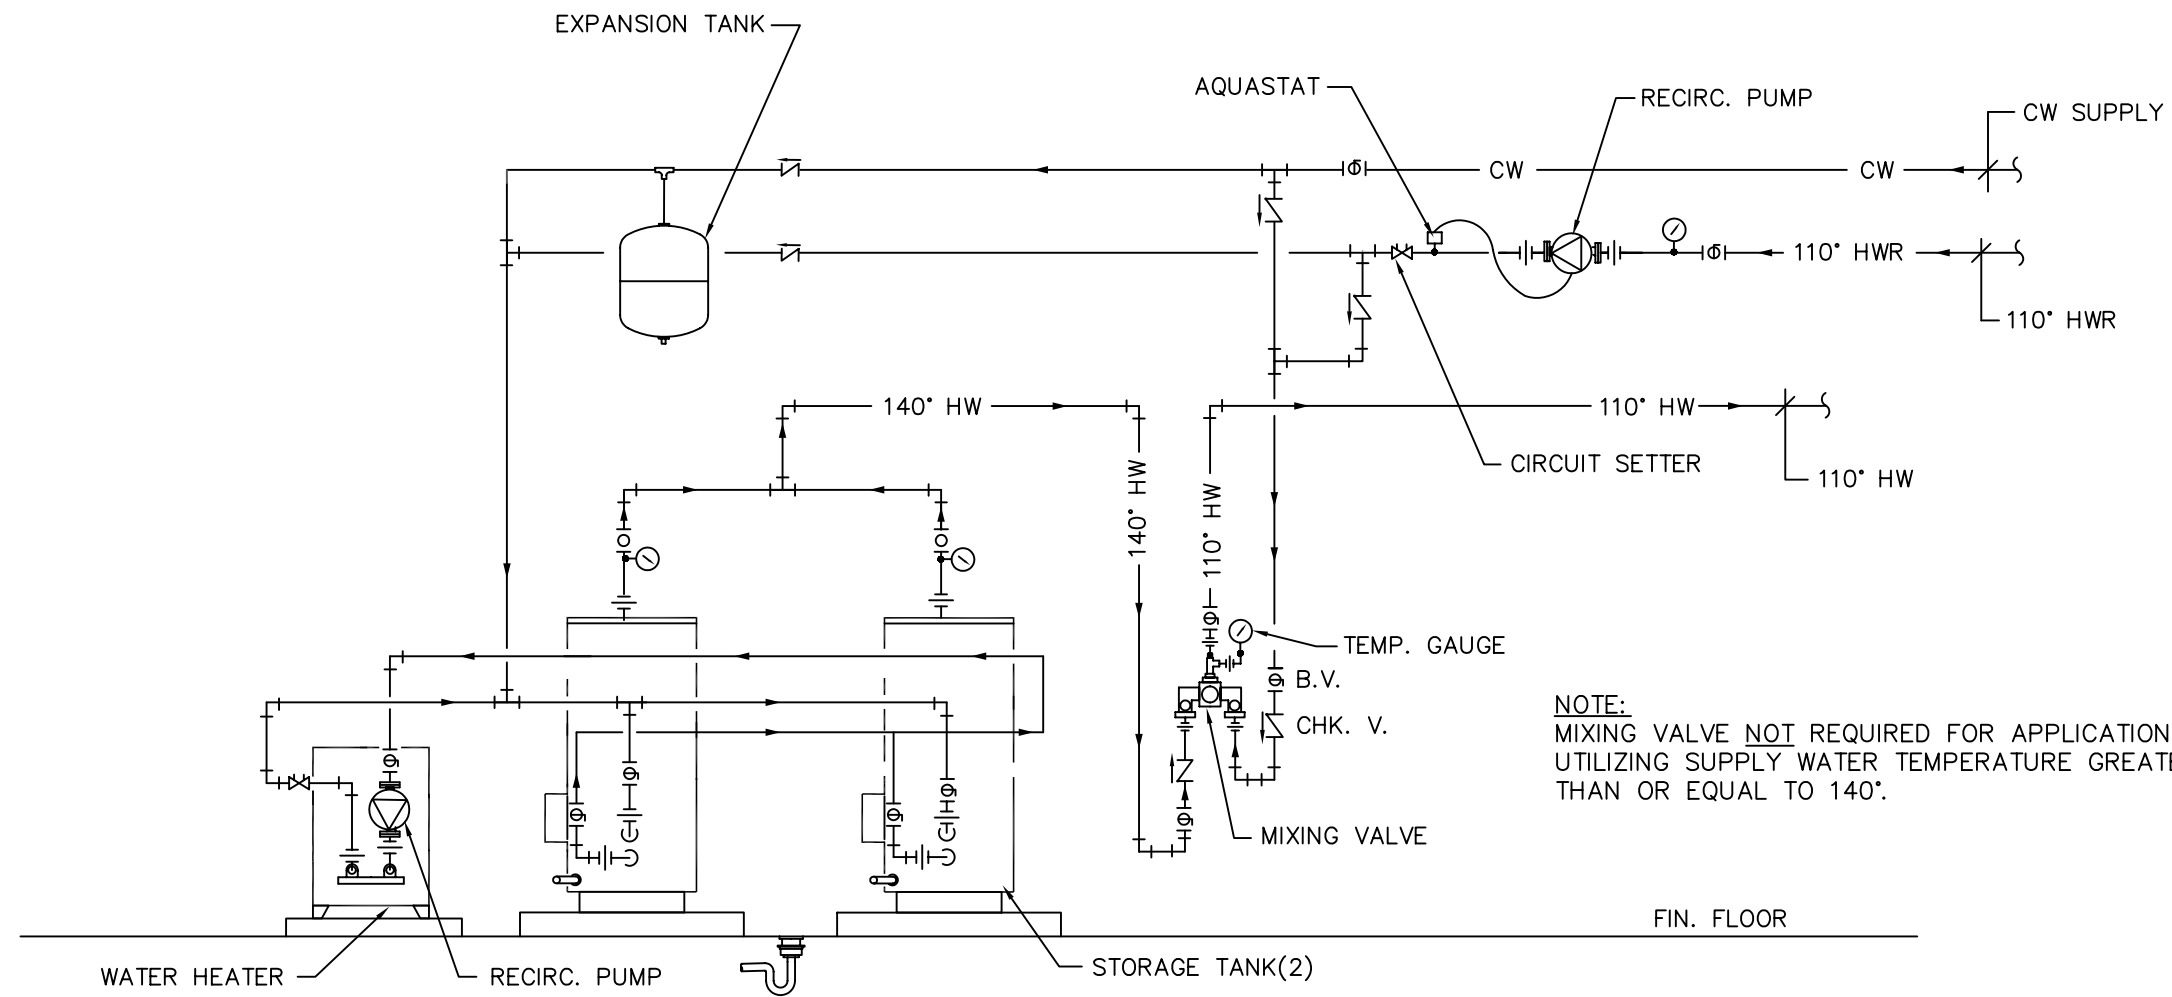 EXPANSION TANK
AQUASTAT
RECIRC. PUMP
CW SUPPLY
CW
CW
110° HWR
110° HWR
140° HW
110° HW
CIRCUIT SETTER
110° HW
140° HW
110° HW
TEMP. GAUGE
B.V.
CHK. V.
NOTE:
MIXING VALVE NOT REQUIRED FOR APPLICATION
UTILIZING SUPPLY WATER TEMPERATURE GREATE
THAN OR EQUAL TO 140°.
MIXING VALVE
FIN. FLOOR
WATER HEATER
RECIRC. PUMP
STORAGE TANK(2)